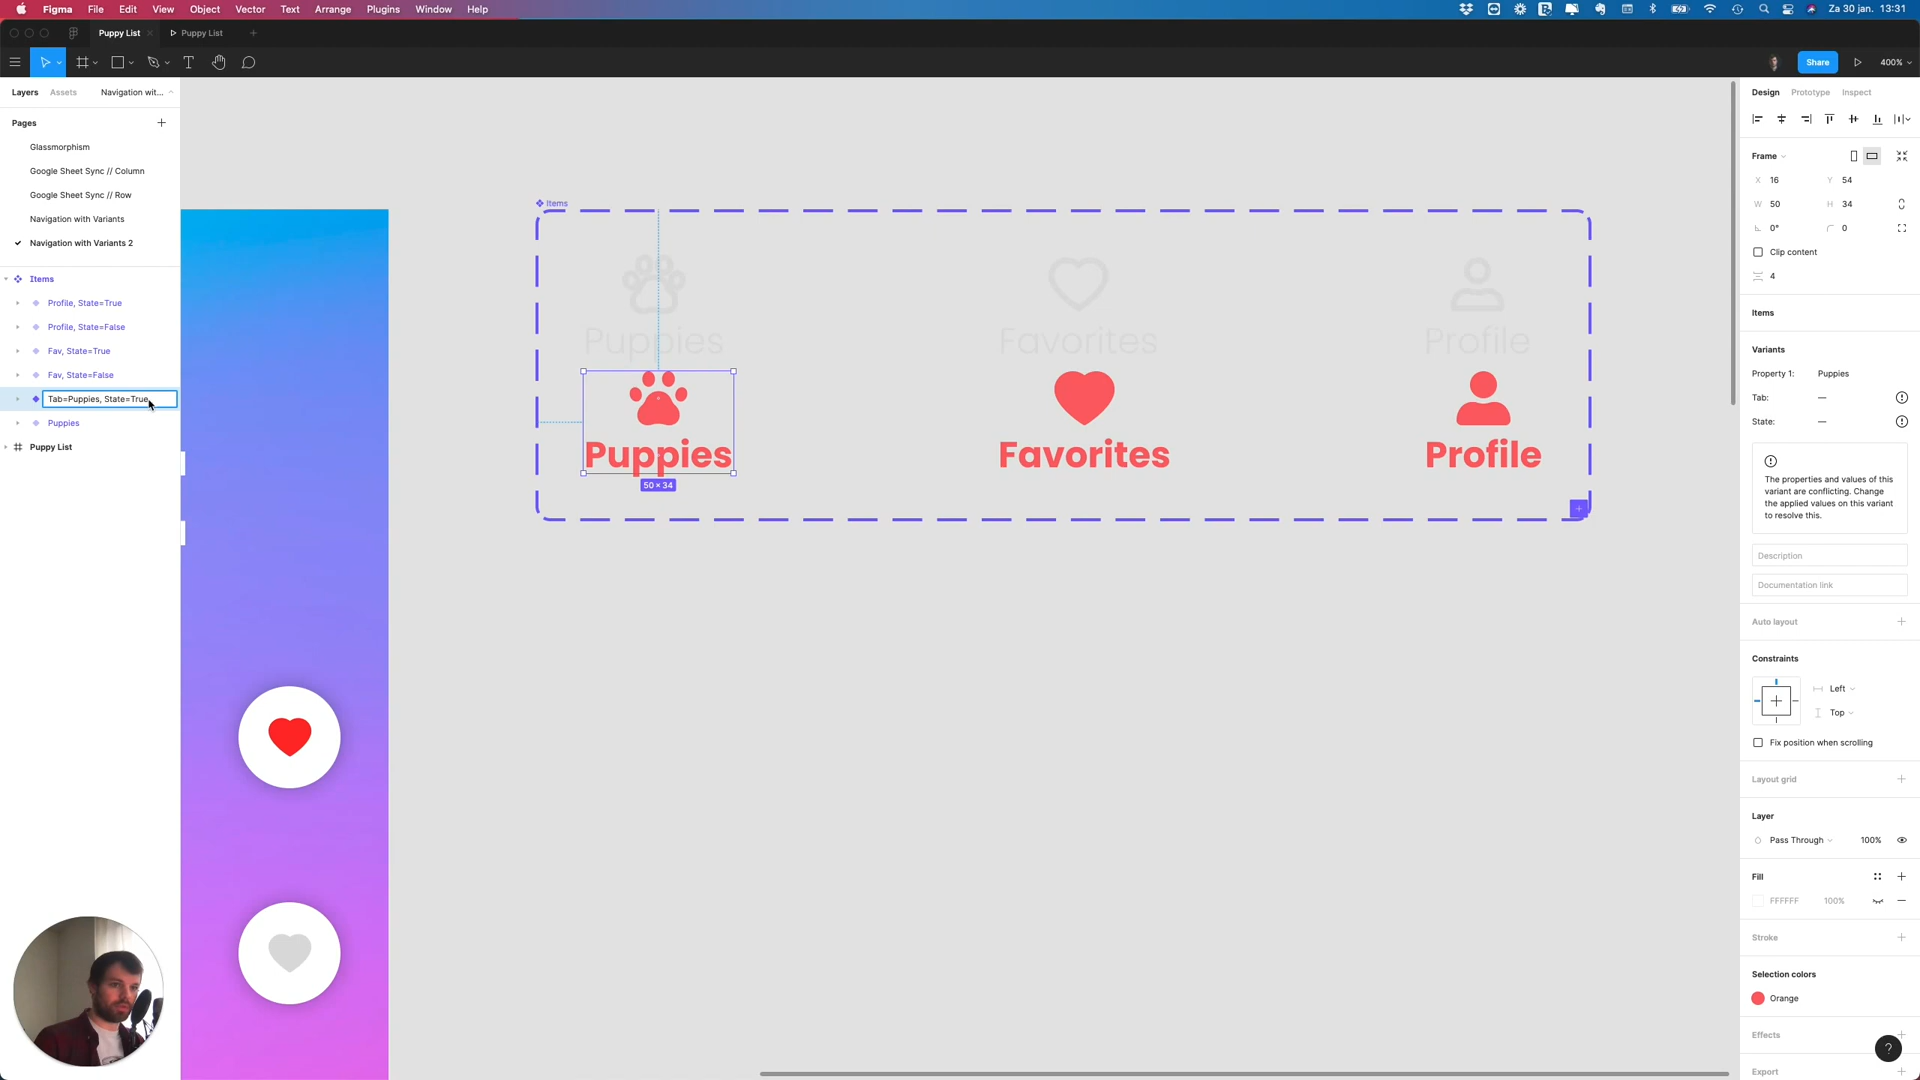 Figma File Edit View Object Vector Text Arrange Plugins Window Help Za 30 jan. 13:31
Puppy List Puppy List
Share 400%
Layers Assets Navigation wit...
Pages
Glassmorphism
Google Sheet Sync // Column
Google Sheet Sync // Row
Navigation with Variants
Navigation with Variants 2
Items
Profile, State=True
Profile, State=False
Fav, State=True
Fav, State=False
Tab=Puppies, State=True
Puppies
Puppy List
Items
Puppies Favorites Profile
Puppies Favorites Profile
50 × 34
Design Prototype Inspect
Frame
X 16 Y 54
W 50 H 34
0° 0
Clip content
4
Items
Variants
Property 1: Puppies
Tab: —
State: —
The properties and values of this
variant are conflicting. Change
the applied values on this variant
to resolve this.
Description
Documentation link
Auto layout
Constraints
Left
Top
Fix position when scrolling
Layout grid
Layer
Pass Through 100%
Fill
FFFFFF 100%
Stroke
Selection colors
Orange
Effects
?
Export